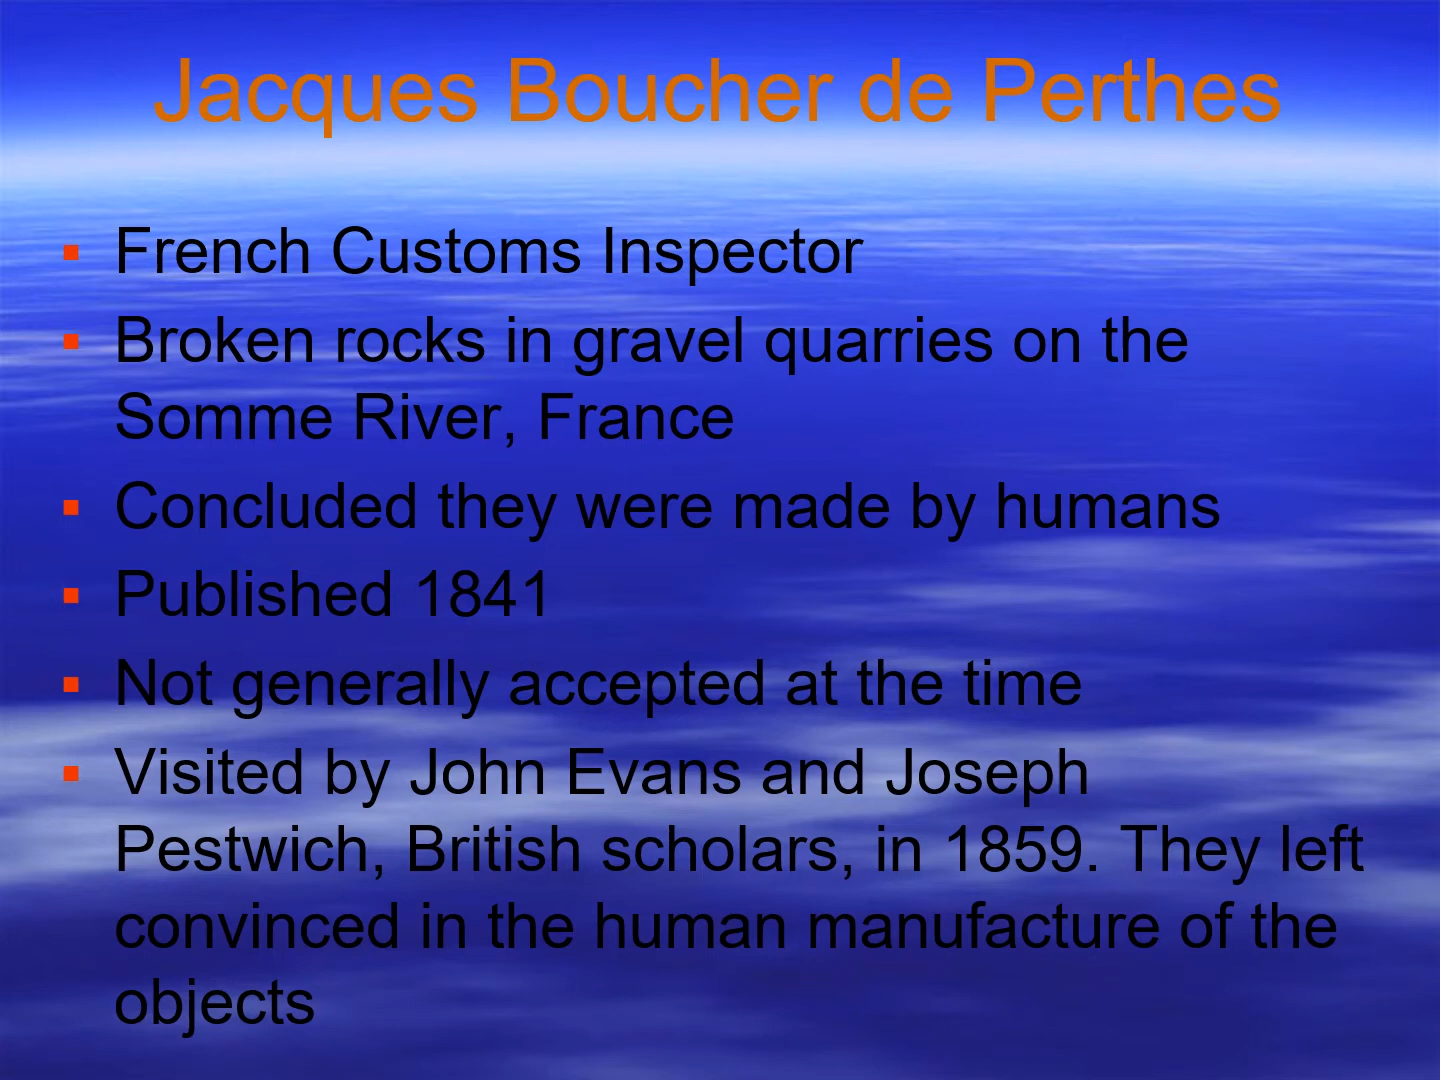 Jacques Boucher de Perthes
▪ French Customs Inspector
▪ Broken rocks in gravel quarries on the
Somme River, France
▪ Concluded they were made by humans
▪ Published 1841
▪ Not generally accepted at the time
▪ Visited by John Evans and Joseph
Pestwich, British scholars, in 1859. They left
convinced in the human manufacture of the
objects